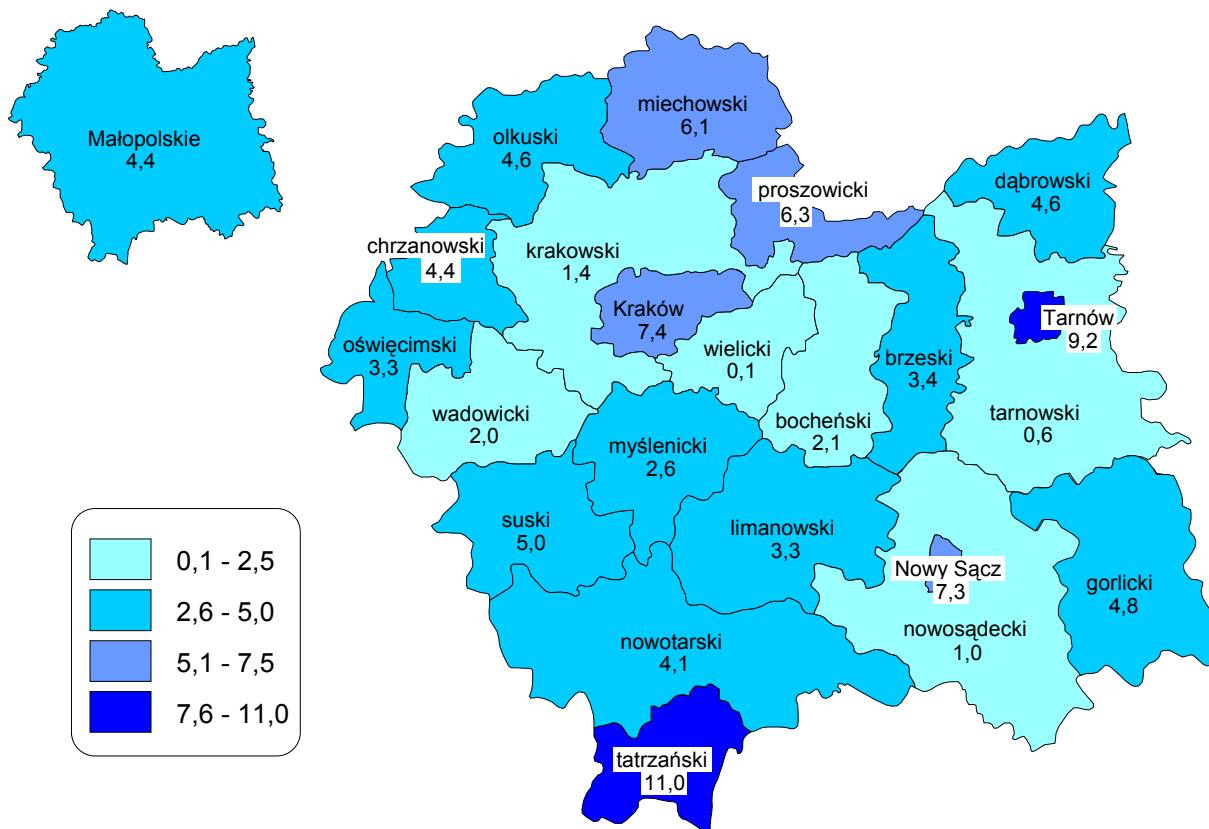 Małopolskie
4,4
miechowski
6,1
olkuski
4,6
proszowicki
6,3
dąbrowski
4,6
chrzanowski
4,4
krakowski
1,4
Kraków
7,4
Tarnów
9,2
oświęcimski
3,3
wielicki
0,1
brzeski
3,4
wadowicki
2,0
bocheński
2,1
tarnowski
0,6
myślenicki
2,6
suski
5,0
limanowski
3,3
Nowy Sącz
7,3
gorlicki
4,8
nowosądecki
1,0
nowotarski
4,1
tatrzański
11,0
0,1 - 2,5
2,6 - 5,0
5,1 - 7,5
7,6 - 11,0